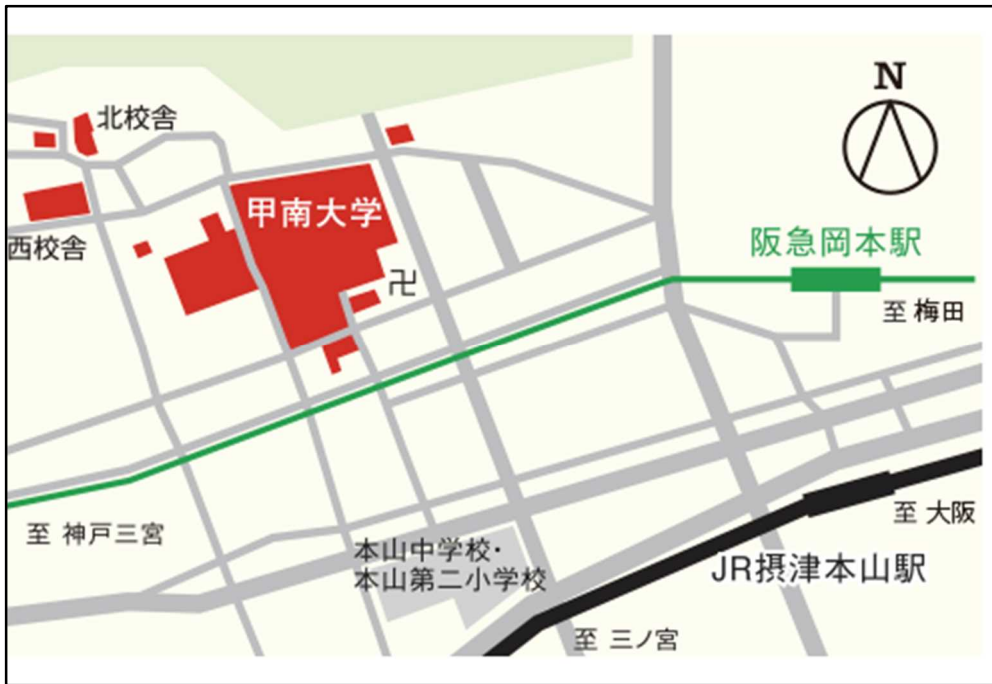 N
北校舎
甲南大学
西校舎
阪急岡本駅
卍
至 梅田
至 神戸三宮
至 大阪
本山中学校・
本山第二小学校
JR摂津本山駅
至 三ノ宮